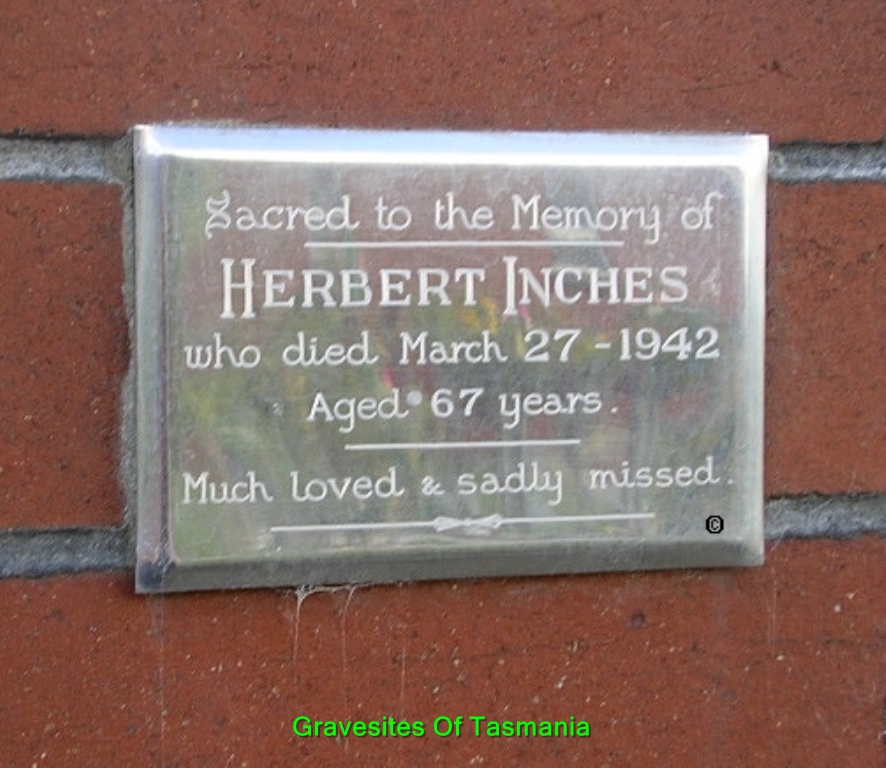 Sacred to the Memory of
HERBERT INCHES
who died March 27-1942
Aged 67 years.
Much loved & sadly missed.
©
Gravesites Of Tasmania